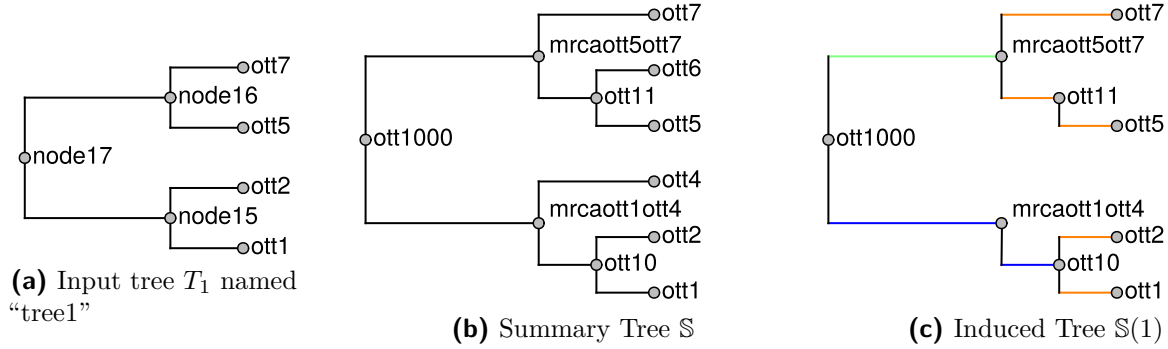 ott7
node16
ott5
node17
ott2
node15
ott1
(a) Input tree T₁ named
“tree1”
ott7
mrcaott5ott7
ott6
ott11
ott5
ott1000
ott4
mrcaott1ott4
ott2
ott10
ott1
(b) Summary Tree 𝕊
ott7
mrcaott5ott7
ott11
ott5
ott1000
mrcaott1ott4
ott2
ott10
ott1
(c) Induced Tree 𝕊(1)